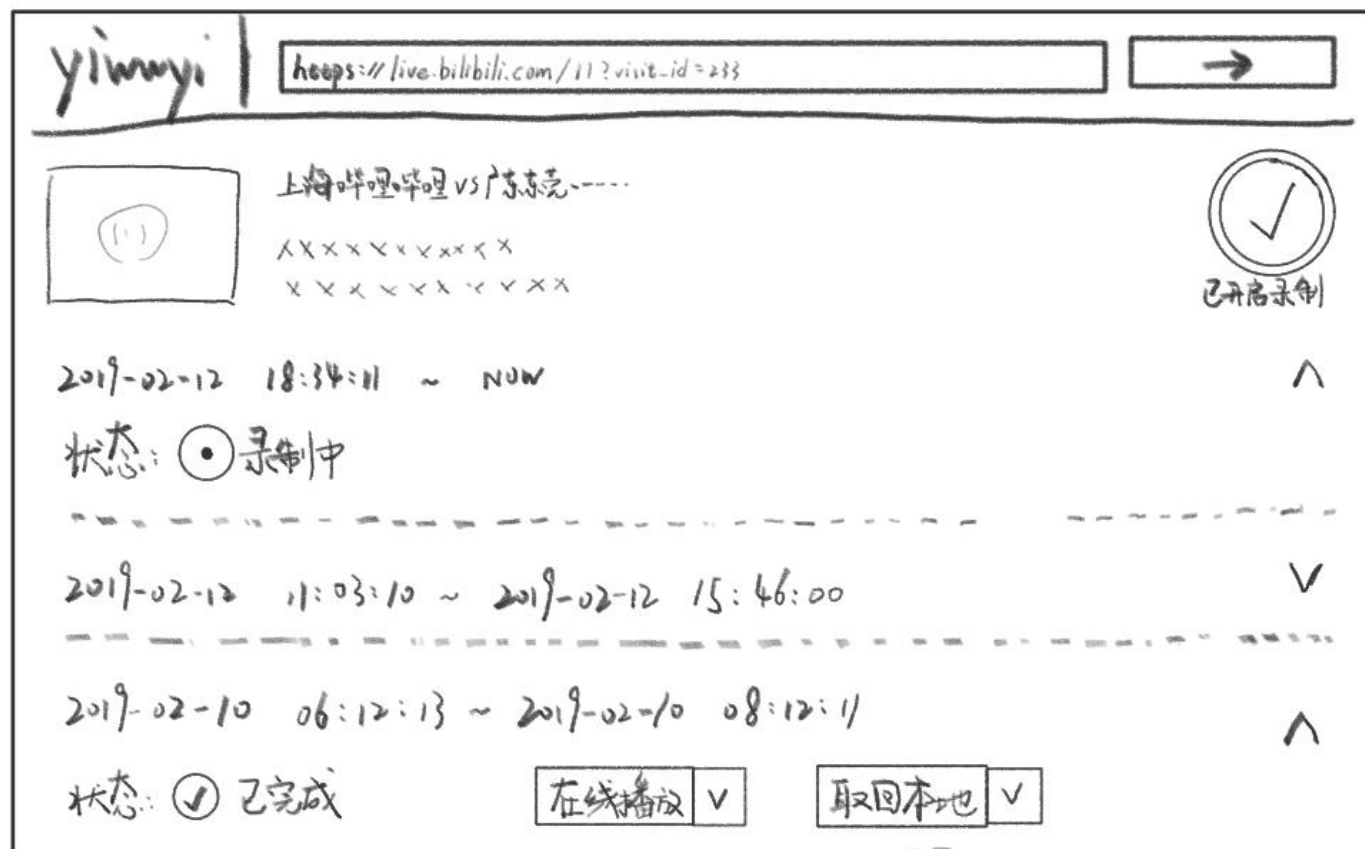 yiwwyi
https://live.bilibili.com/11?visit_id=233
上海哔哩哔哩 vs 广东东莞......
×××××××××××
××××××××××
已开启录制
2019-02-12 18:34:11 ~ NOW
状态: 录制中
2019-02-12 11:03:10 ~ 2019-02-12 15:46:00
2019-02-10 06:12:13 ~ 2019-02-10 08:12:11
状态: 已完成 在线播放 取回本地